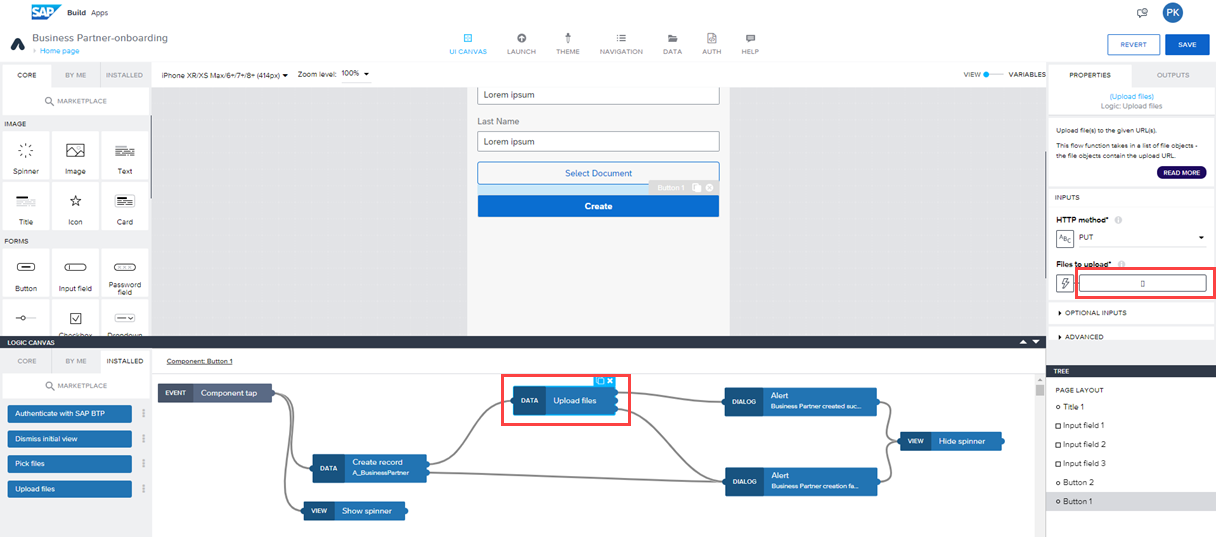 SAP Build Apps
PK
Business Partner-onboarding
Home page
UI CANVAS
LAUNCH
THEME
NAVIGATION
DATA
AUTH
HELP
REVERT
SAVE
CORE
BY ME
INSTALLED
MARKETPLACE
IMAGE
Spinner
Image
Text
Title
Icon
Card
FORMS
Button
Input field
Password
field
Checkbox
Dropdown
iPhone XR/XS Max/6+/7+/8+ (414px)
Zoom level: 100%
VIEW
VARIABLES
Lorem ipsum
Last Name
Lorem ipsum
Select Document
Button 1
Create
PROPERTIES
OUTPUTS
(Upload files)
Logic: Upload files
Upload file(s) to the given URL(s).
This flow function takes in a list of file objects -
the file objects contain the upload URL.
READ MORE
INPUTS
HTTP method*
ABC
PUT
Files to upload*
OPTIONAL INPUTS
ADVANCED
LOGIC CANVAS
CORE
BY ME
INSTALLED
MARKETPLACE
Authenticate with SAP BTP
Dismiss initial view
Pick files
Upload files
Component: Button 1
EVENT
Component tap
DATA
Upload files
DIALOG
Alert
Business Partner created suc...
VIEW
Hide spinner
DATA
Create record
A_BusinessPartner
DIALOG
Alert
Business Partner creation fa...
VIEW
Show spinner
TREE
PAGE LAYOUT
Title 1
Input field 1
Input field 2
Input field 3
Button 2
Button 1